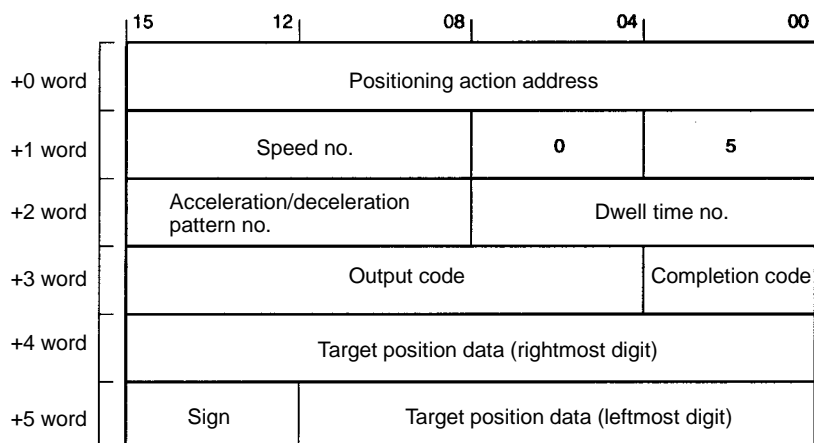 15 12 08 04 00
+0 word Positioning action address
+1 word Speed no. 0 5
+2 word Acceleration/deceleration pattern no. Dwell time no.
+3 word Output code Completion code
+4 word Target position data (rightmost digit)
+5 word Sign Target position data (leftmost digit)